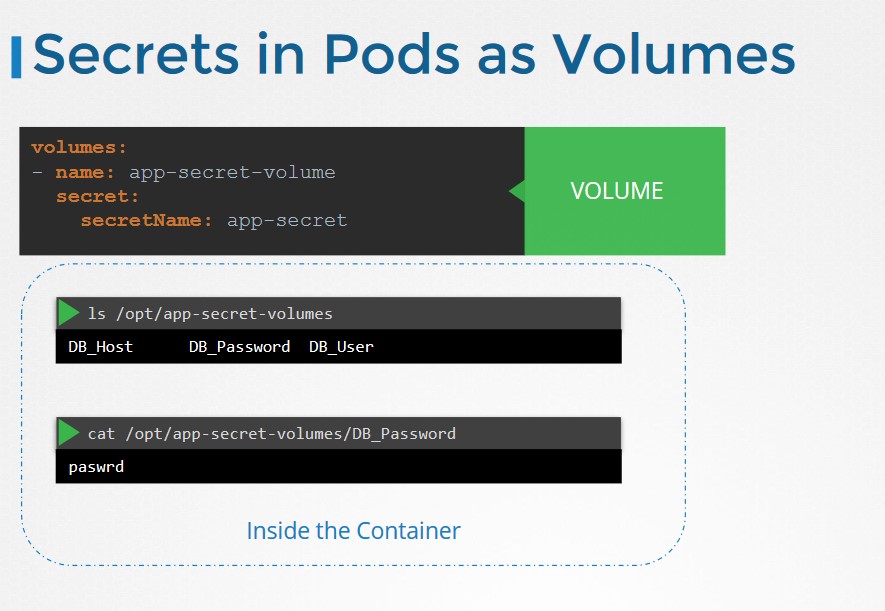 Secrets in Pods as Volumes
volumes:
- name: app-secret-volume
secret:
secretName: app-secret
VOLUME
ls /opt/app-secret-volumes
DB_Host DB_Password DB_User
cat /opt/app-secret-volumes/DB_Password
paswrd
Inside the Container